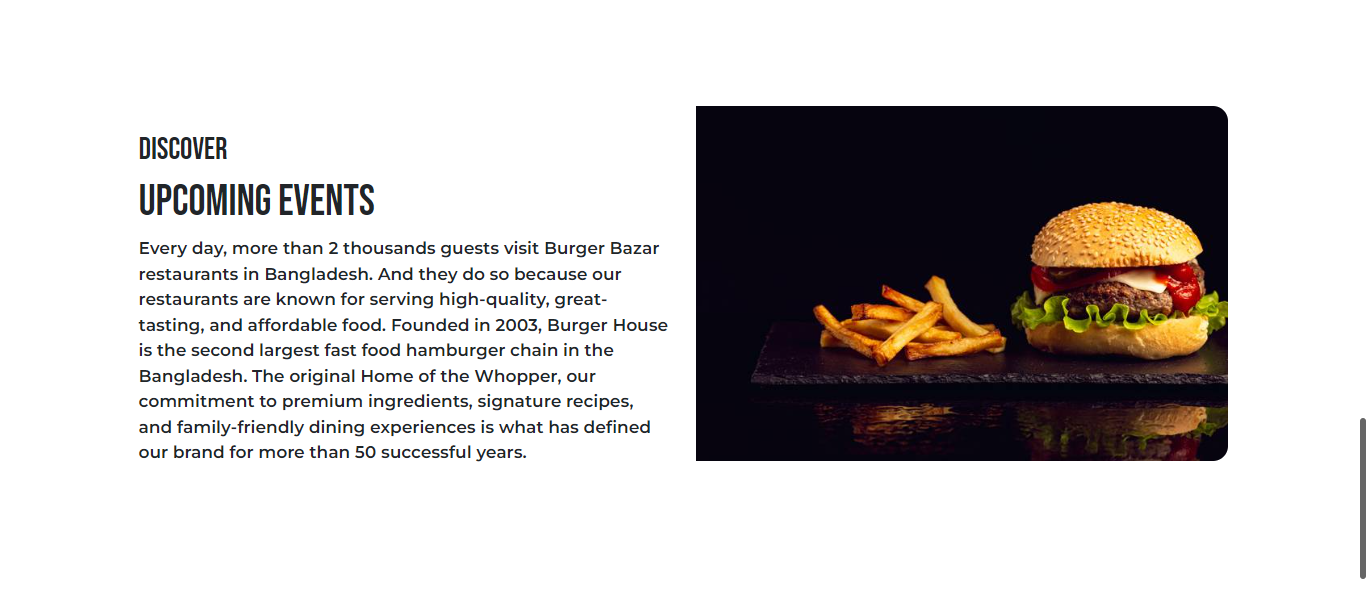 DISCOVER
UPCOMING EVENTS
Every day, more than 2 thousands guests visit Burger Bazar
restaurants in Bangladesh. And they do so because our
restaurants are known for serving high-quality, great-
tasting, and affordable food. Founded in 2003, Burger House
is the second largest fast food hamburger chain in the
Bangladesh. The original Home of the Whopper, our
commitment to premium ingredients, signature recipes,
and family-friendly dining experiences is what has defined
our brand for more than 50 successful years.